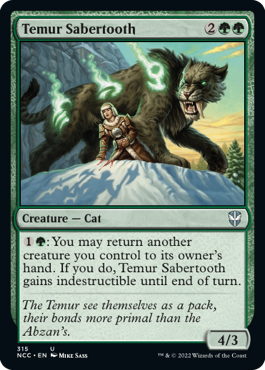 Temur Sabertooth 2
Creature — Cat
1 : You may return another
creature you control to its owner's
hand. If you do, Temur Sabertooth
gains indestructible until end of turn.
The Temur see themselves as a pack,
their bonds more primal than the
Abzan's.
4/3
315 U
NCC • EN Mike Sass ™ & © 2022 Wizards of the Coast